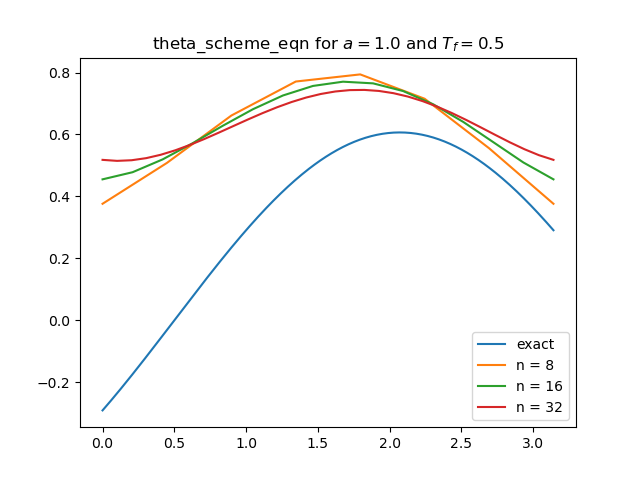 theta_scheme_eqn for a = 1.0 and T_f = 0.5
0.8
0.6
0.4
0.2
0.0
−0.2
0.0 0.5 1.0 1.5 2.0 2.5 3.0
exact
n = 8
n = 16
n = 32